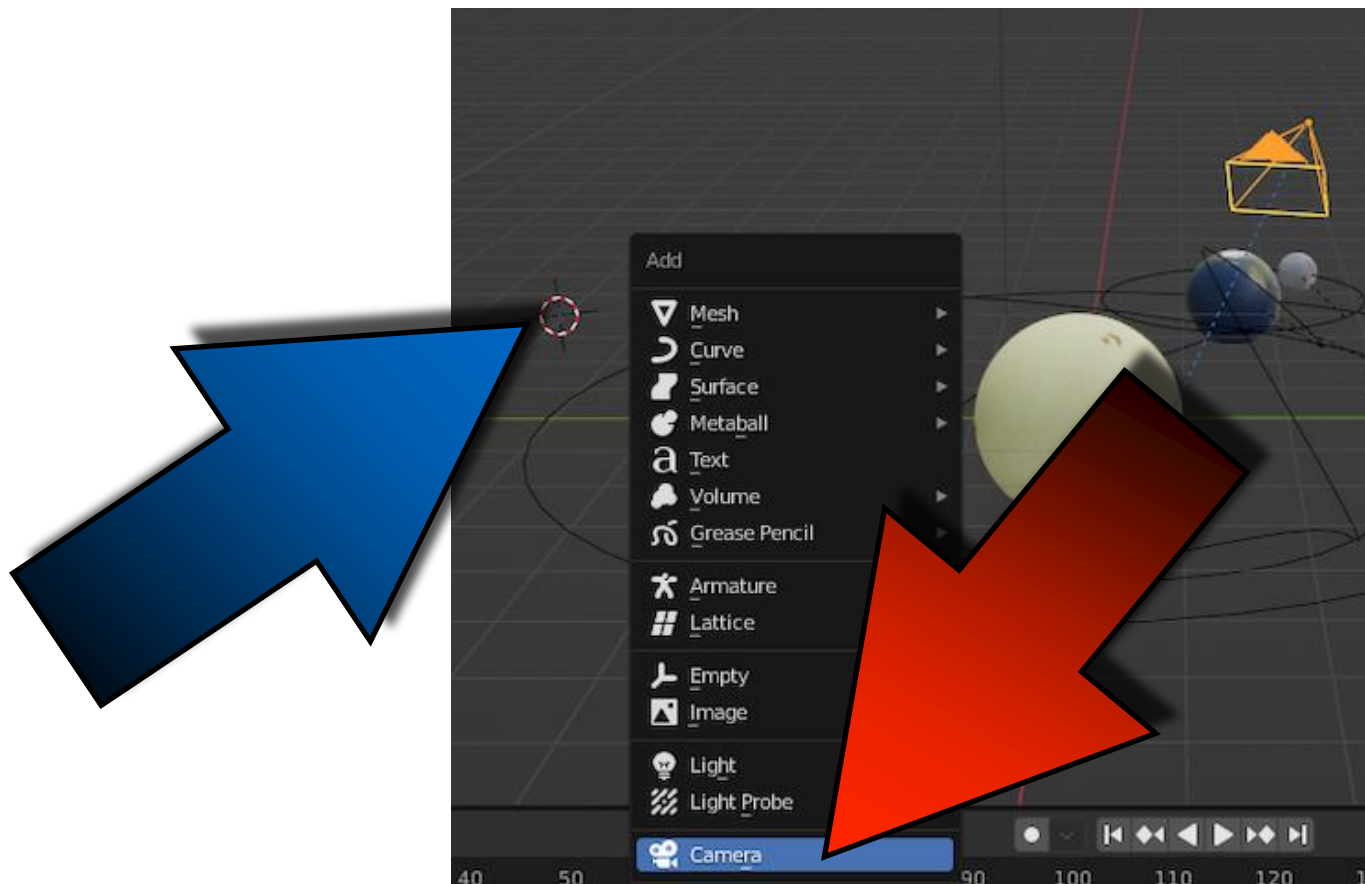 Add
Mesh
Curve
Surface
Metaball
Text
Volume
Grease Pencil
Armature
Lattice
Empty
Image
Light
Light Probe
Camera
40 50 90 100 110 120